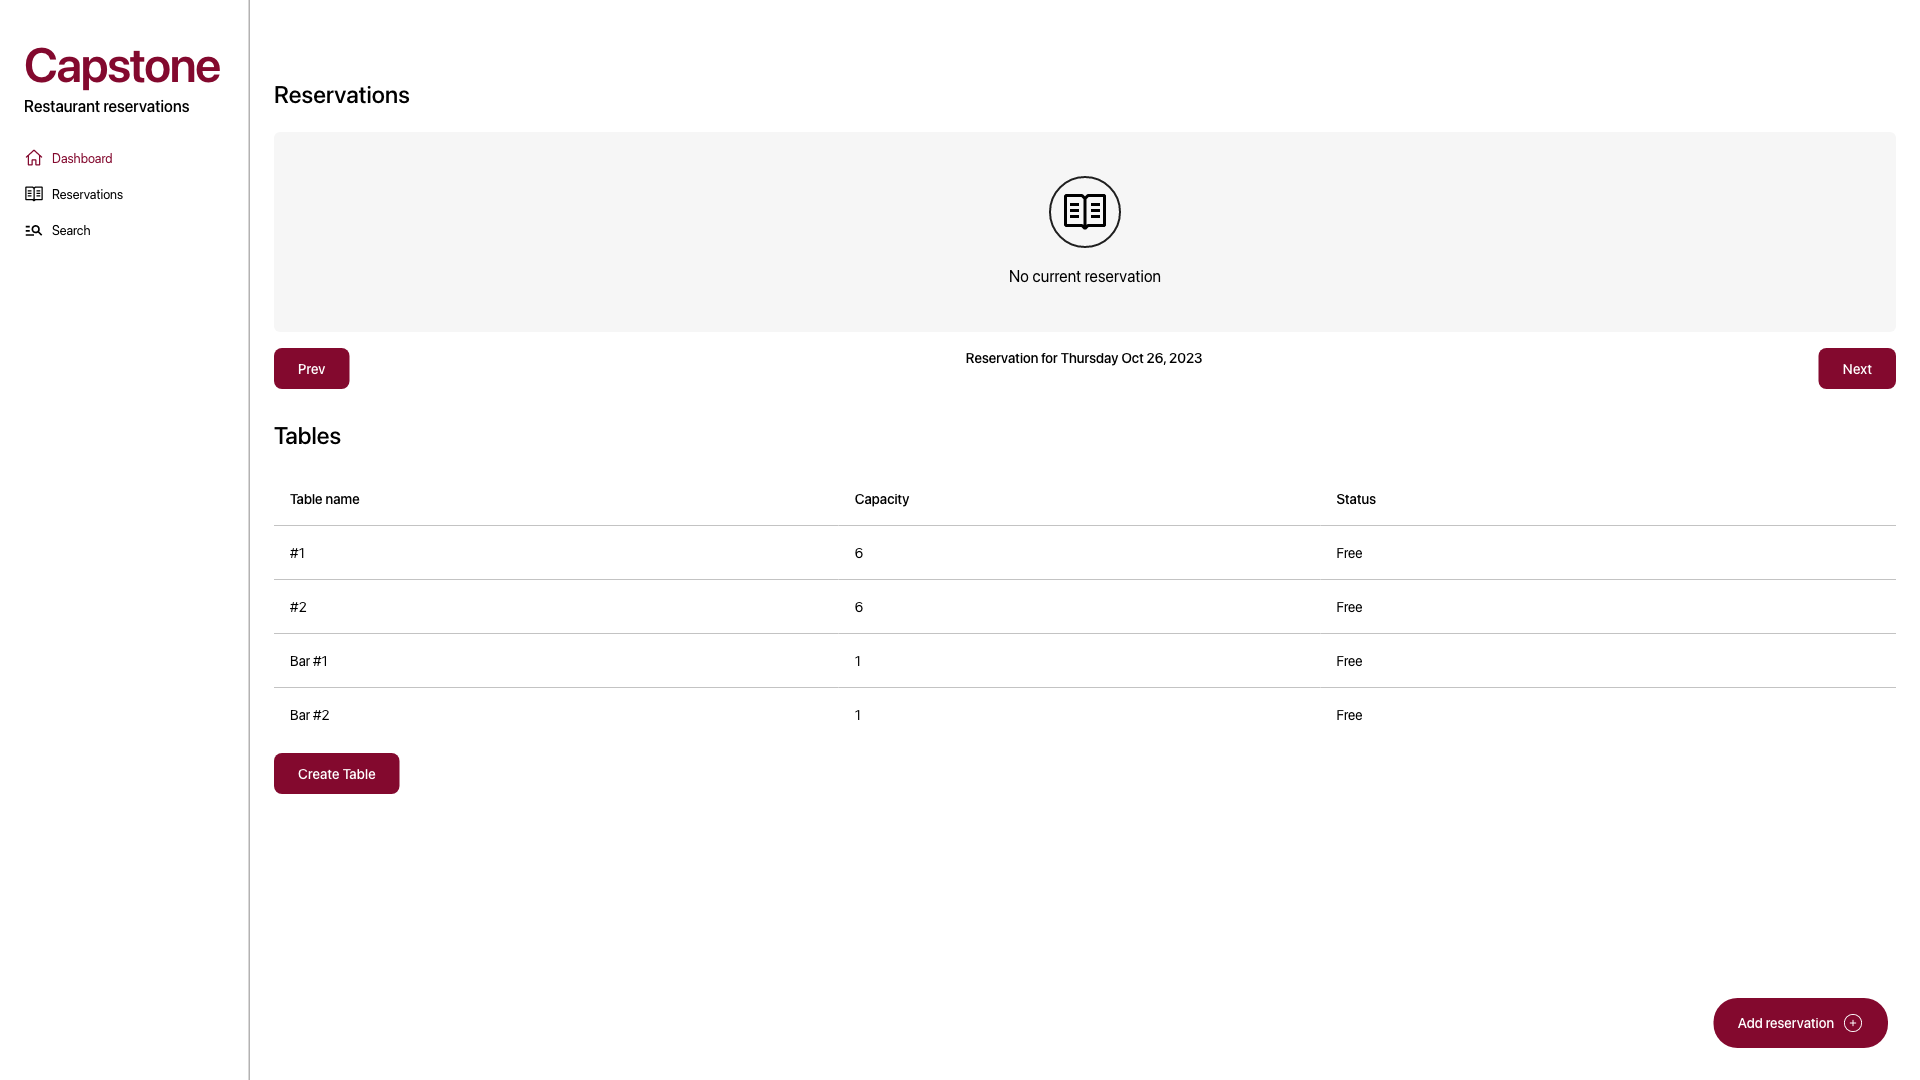 Capstone
Restaurant reservations
Dashboard
Reservations
Search
Reservations
No current reservation
Prev
Reservation for Thursday Oct 26, 2023
Next
Tables
Table name Capacity Status
#1 6 Free
#2 6 Free
Bar #1 1 Free
Bar #2 1 Free
Create Table
Add reservation